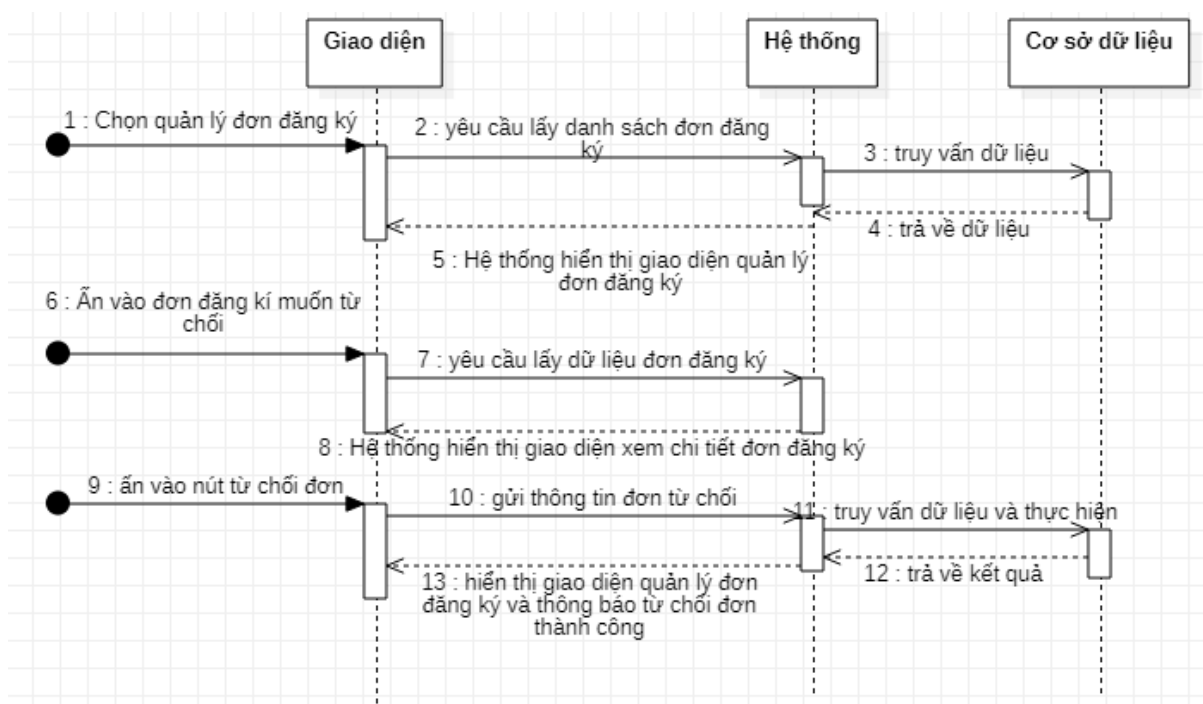 Giao diện
Hệ thống
Cơ sở dữ liệu
1 : Chọn quản lý đơn đăng ký
2 : yêu cầu lấy danh sách đơn đăng
ký
3 : truy vấn dữ liệu
4 : trả về dữ liệu
5 : Hệ thống hiển thị giao diện quản lý
đơn đăng ký
6 : Ấn vào đơn đăng kí muốn từ
chối
7 : yêu cầu lấy dữ liệu đơn đăng ký
8 : Hệ thống hiển thị giao diện xem chi tiết đơn đăng ký
9 : ấn vào nút từ chối đơn
10 : gửi thông tin đơn từ chối
11 : truy vấn dữ liệu và thực hiện
12 : trả về kết quả
13 : hiển thị giao diện quản lý đơn
đăng ký và thông báo từ chối đơn
thành công